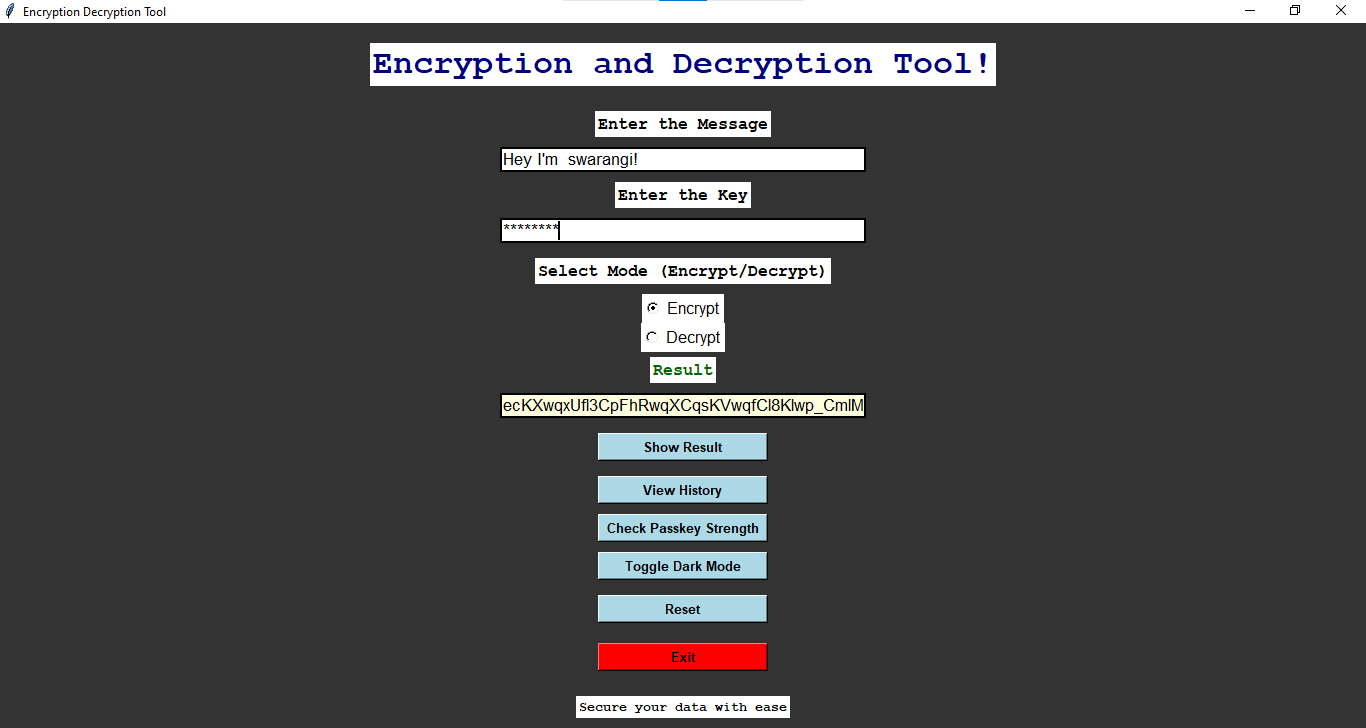 Encryption Decryption Tool
Encryption and Decryption Tool!
Enter the Message
Hey I'm  swarangi!
Enter the Key
********
Select Mode (Encrypt/Decrypt)
Encrypt
Decrypt
Result
ecKXwqxUfl3CpFhRwqXCqsKVwqfCl8Klwp_CmlM
Show Result
View History
Check Passkey Strength
Toggle Dark Mode
Reset
Exit
Secure your data with ease